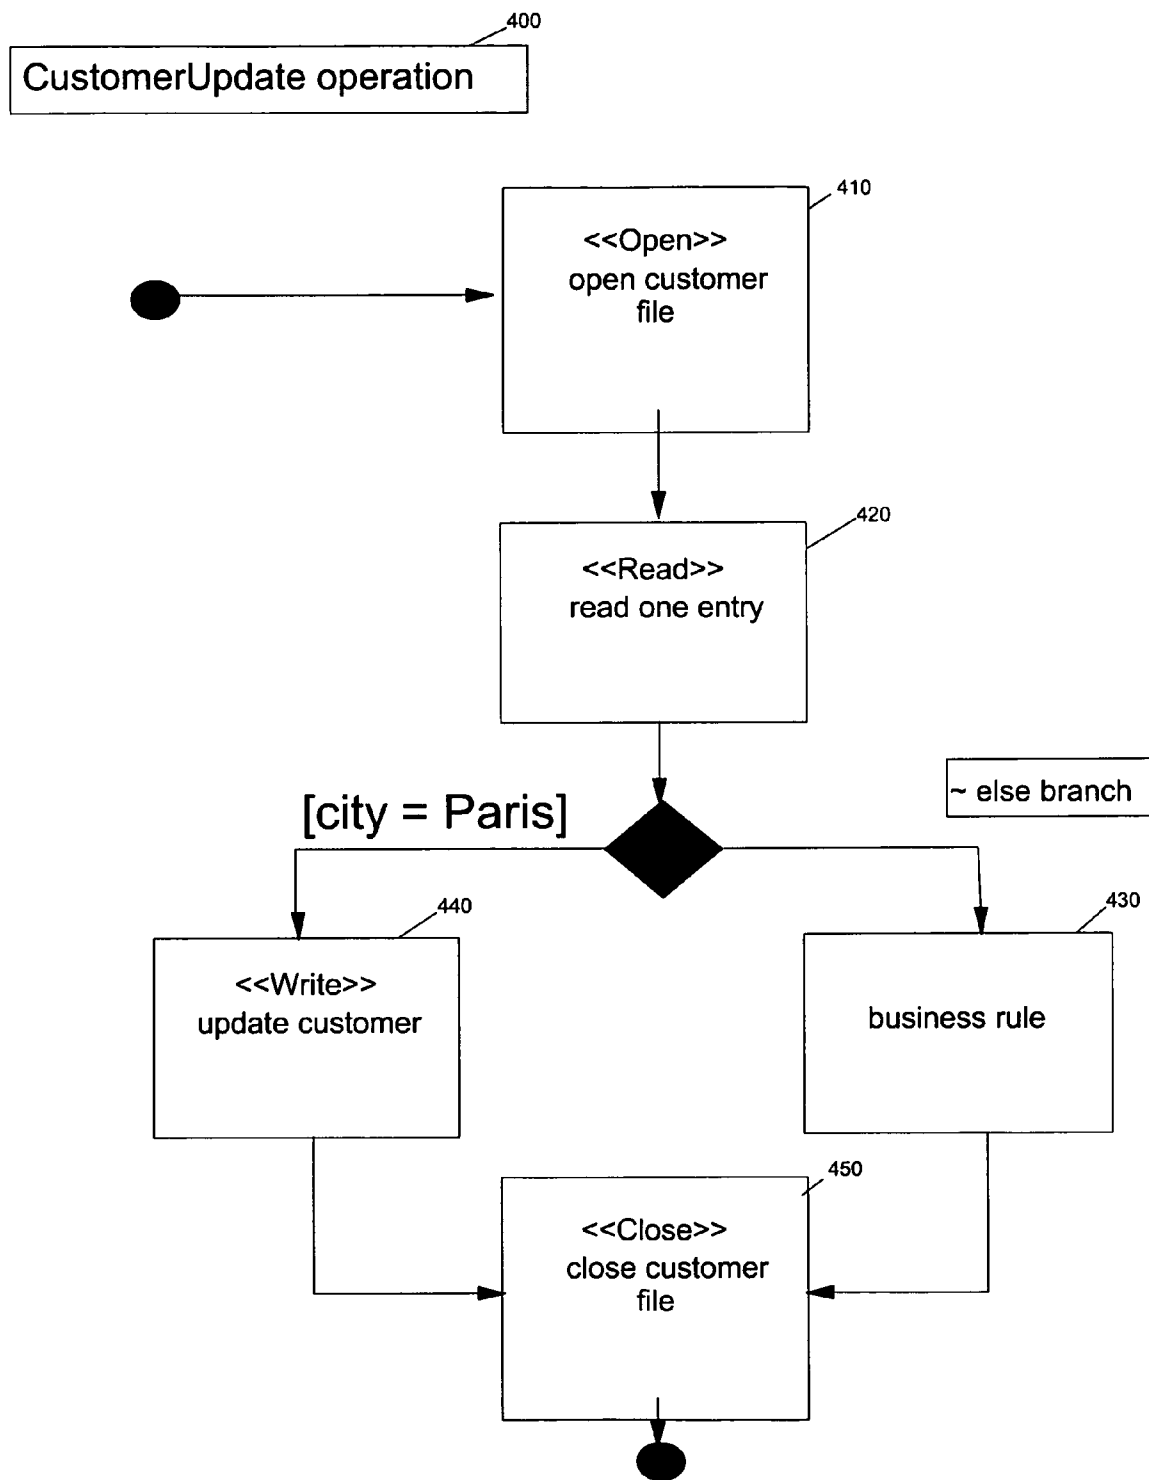 400
CustomerUpdate operation
410
<<Open>>
open customer
file
420
<<Read>>
read one entry
[city = Paris]
~ else branch
440
430
<<Write>>
update customer
business rule
450
<<Close>>
close customer
file